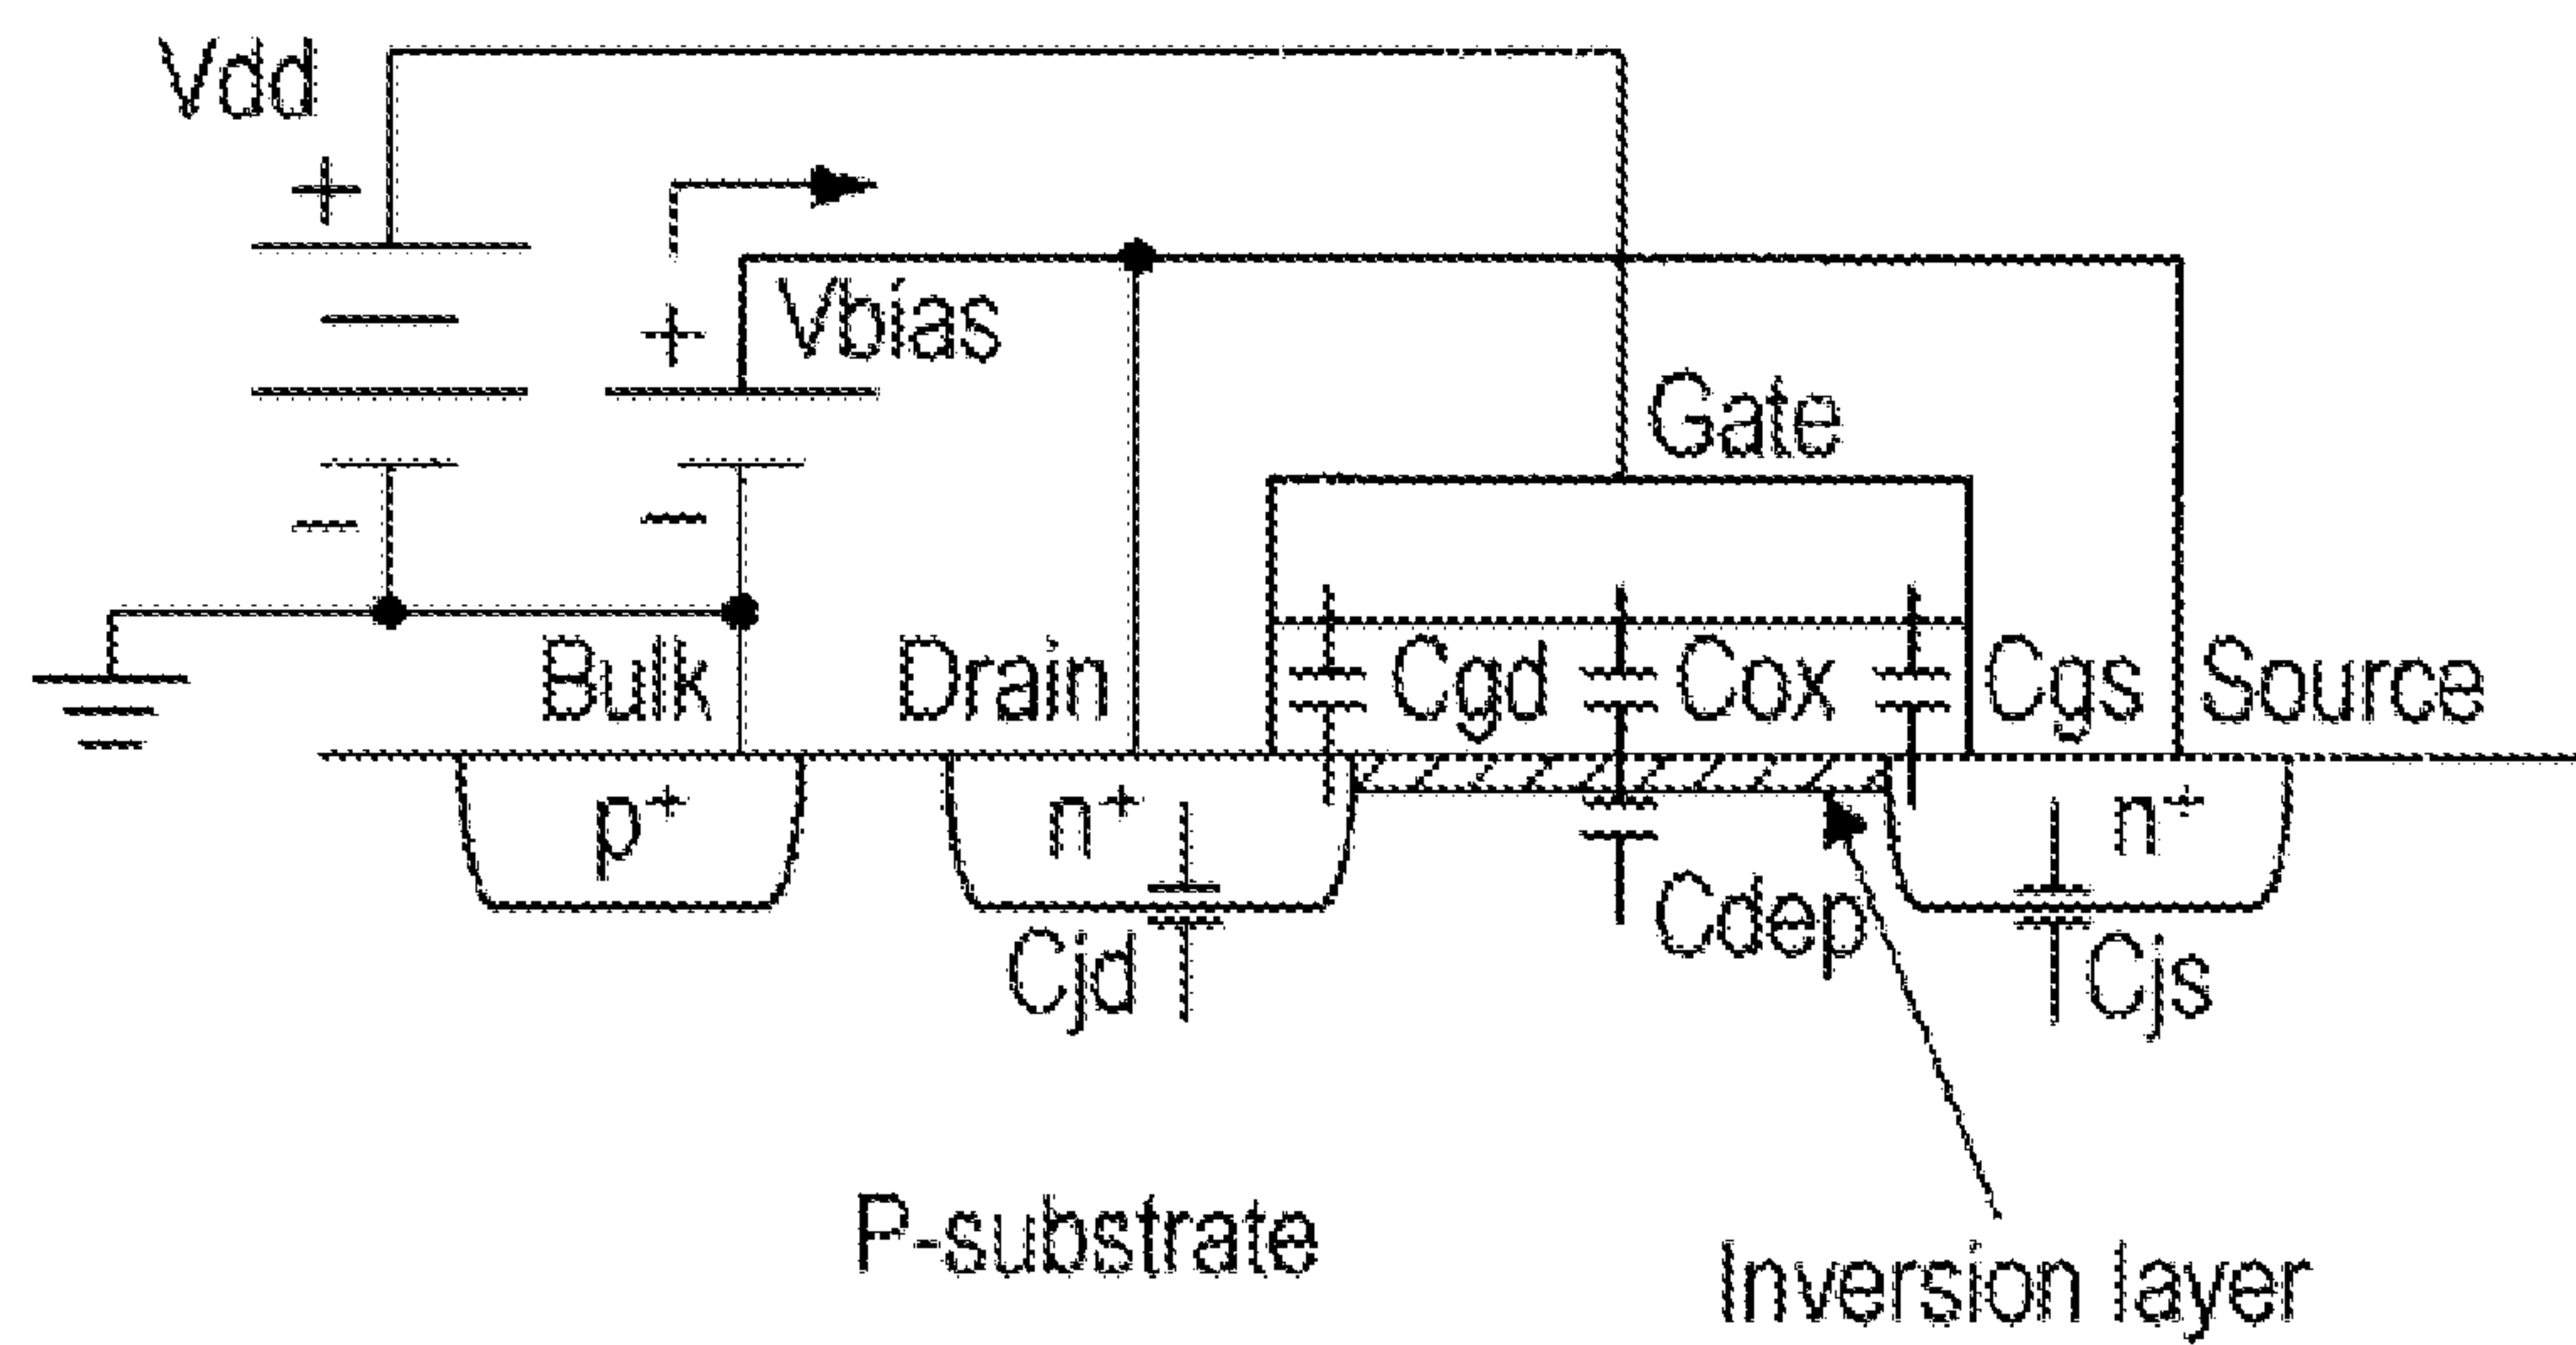 Vdd
+
+
Vbias
−
−
Gate
Bulk
Drain
Cgd
Cox
Cgs
Source
p+
n+
n+
Cjd
Cdep
Cjs
P-substrate
Inversion layer